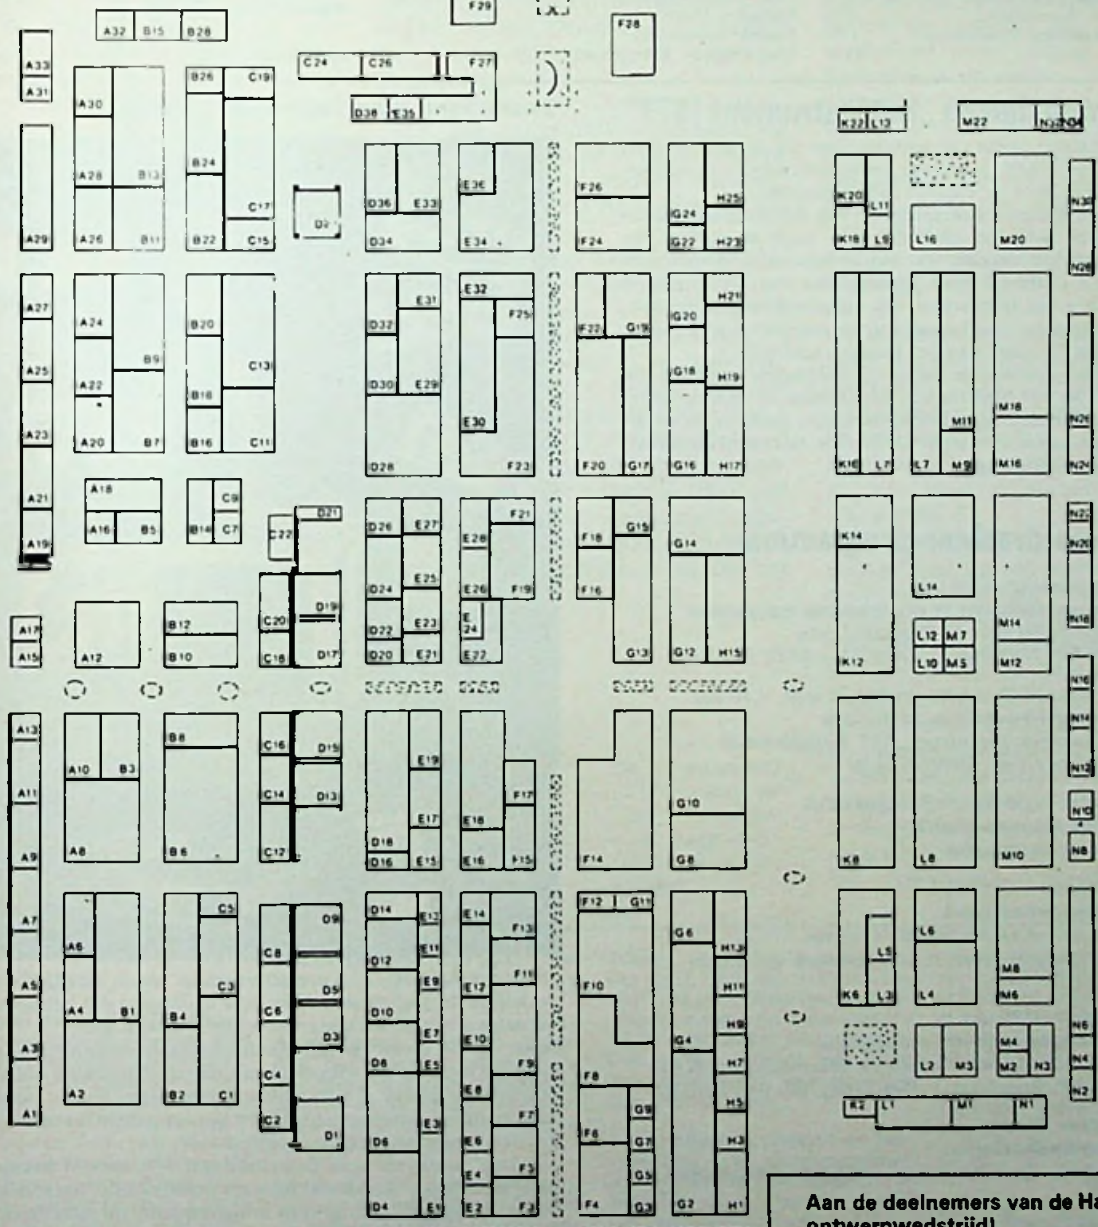 F29
F28
A32 B15 B28
A33
A31
C24 C26 F27
D38 E35
A30 B26 C19
K22 L13 M22
A28 B13 B24 C17
D36 E33 E36 F26 G24 H25
K20 L11 N30
A29 A26 B11 B22 C15 D2 D34 E34 F24 G22 H23 K18 L9 L16 M20 N28
A27 A24 B20 D32 E31 E32 F25 F22 G19 G20 H21
A25 A22 B9 B18 C13 D30 E29 G18 H19 M18
A23 A20 B7 B16 C11 D28 E30 F23 F20 G17 G16 H17 K16 L7 L7 M11 M9 M16 N26 N24
A21 A18 C9 D21 D26 E27 F21 F18 G15 N22
A19 A16 B5 B14 C7 C22 E28 G14 K14 N20
D24 E25 E26 F19 F16 L14
A17 B12 C20 D19 D22 E23 E24 L12 M7 M14 N18
A15 A12 B10 C18 D17 D20 E21 E22 G13 G12 H15 K12 L10 M5 M12
N16
A13 B8 C16 D15 E19 N14
A10 B3 N12
A11 C14 D13 E17 E18 F17 G10 N10
A9 A8 B6 C12 D18 D16 E15 E16 F15 F14 G8 K8 L8 M10 N8
A7 C5 D9 D14 E13 E14 F13 F12 G11 G6 L6
A6 C8 D12 E11 H13 L5
A5 C3 D5 E9 E12 F11 F10 H11 K6 L3 L4 M8 M6
A4 B1 B4 C6 D10 E7 H9 N6
A3 D3 D8 E5 E10 F9 F8 G4 H7 L2 M3 M4 M2 N3 N4
A2 B2 C1 C4 E8 N2
A1 C2 D1 D6 E3 E6 F7 F6 G9 G7 H5 H3 K2 L1 M1 N1
E4 F5 G5
D4 E1 E2 F3 F4 G3 G2 H1
Aan de deelnemers van de Ha
ontwerpwedstrijd)